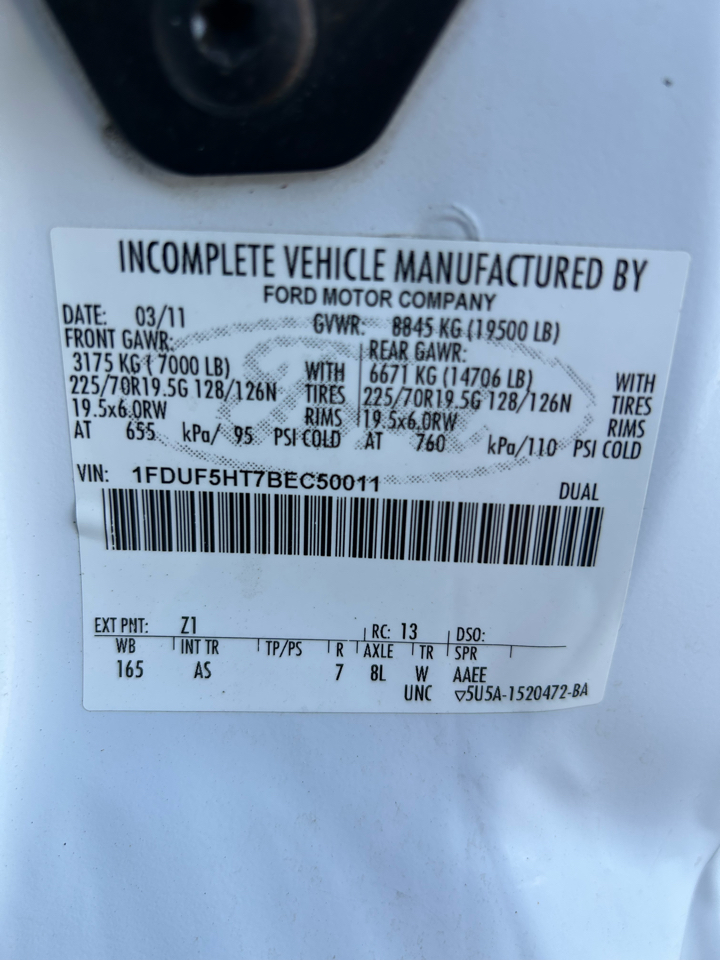 INCOMPLETE VEHICLE MANUFACTURED BY
FORD MOTOR COMPANY
DATE: 03/11 GVWR: 8845 KG (19500 LB)
FRONT GAWR: REAR GAWR:
3175 KG ( 7000 LB) WITH 6671 KG (14706 LB) WITH
225/70R19.5G 128/126N TIRES 225/70R19.5G 128/126N TIRES
19.5x6.0RW RIMS 19.5x6.0RW RIMS
AT 655 kPa/ 95 PSI COLD AT 760 kPa/110 PSI COLD
VIN: 1FDUF5HT7BEC50011 DUAL
EXT PNT: Z1 RC: 13 DSO:
WB INT TR TP/PS R AXLE TR SPR
165 AS 7 8L W AAEE
UNC ▽5U5A-1520472-BA